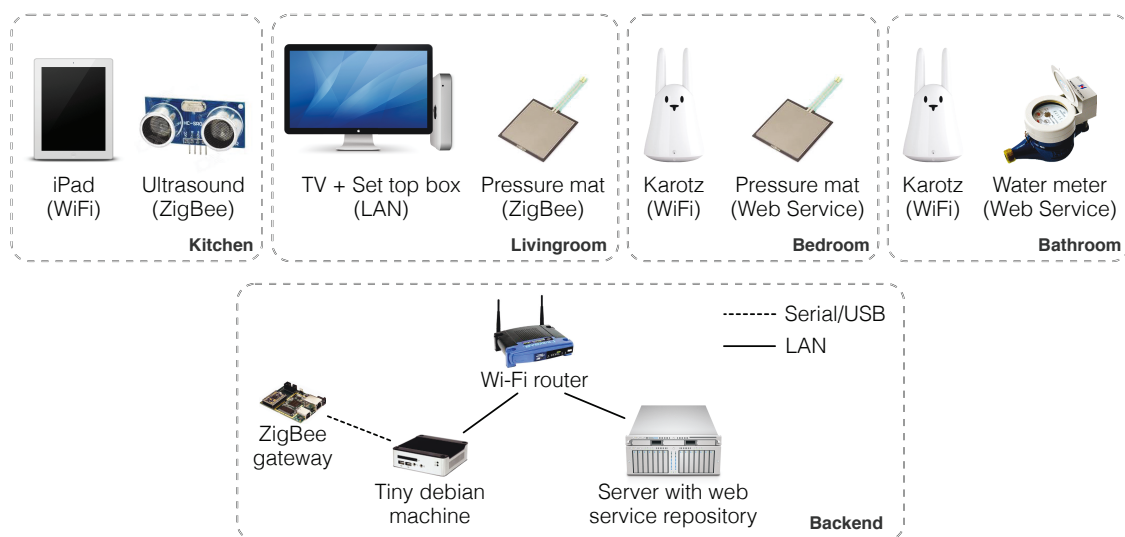 iPad
(WiFi)
Ultrasound
(ZigBee)
Kitchen
TV + Set top box
(LAN)
Pressure mat
(ZigBee)
Livingroom
Karotz
(WiFi)
Pressure mat
(Web Service)
Bedroom
Karotz
(WiFi)
Water meter
(Web Service)
Bathroom
Serial/USB
LAN
Wi-Fi router
ZigBee
gateway
Tiny debian
machine
Server with web
service repository
Backend